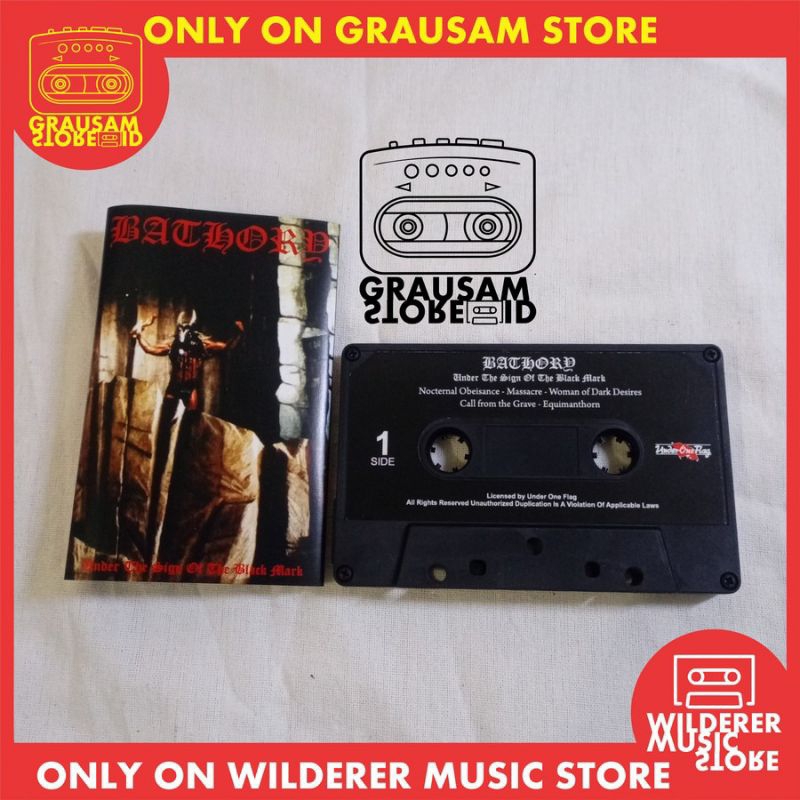 ONLY ON GRAUSAM STORE
GRAUSAM
STORE ID
GRAUSAM
STORE ID
BATHORY
Under The Sign Of The Black Mark
BATHORY
Under The Sign Of The Black Mark
Nocternal Obeisance - Massacre - Woman of Dark Desires
Call from the Grave - Equimanthorn
1
SIDE
Under One Flag
Licensed by Under One Flag
All Rights Reserved Unauthorized Duplication Is A Violation Of Applicable Laws
WILDERER
MUSIC
STORE
ONLY ON WILDERER MUSIC STORE